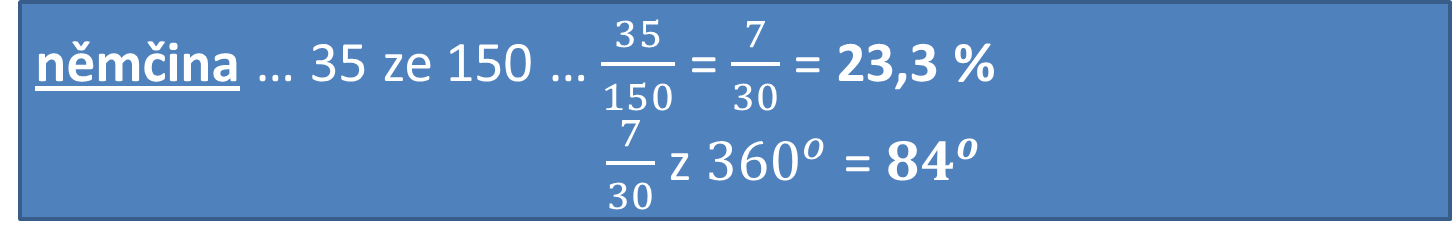 němčina ... 35 ze 150 ... 35/150 = 7/30 = 23,3 %
7/30 z 360° = 84°